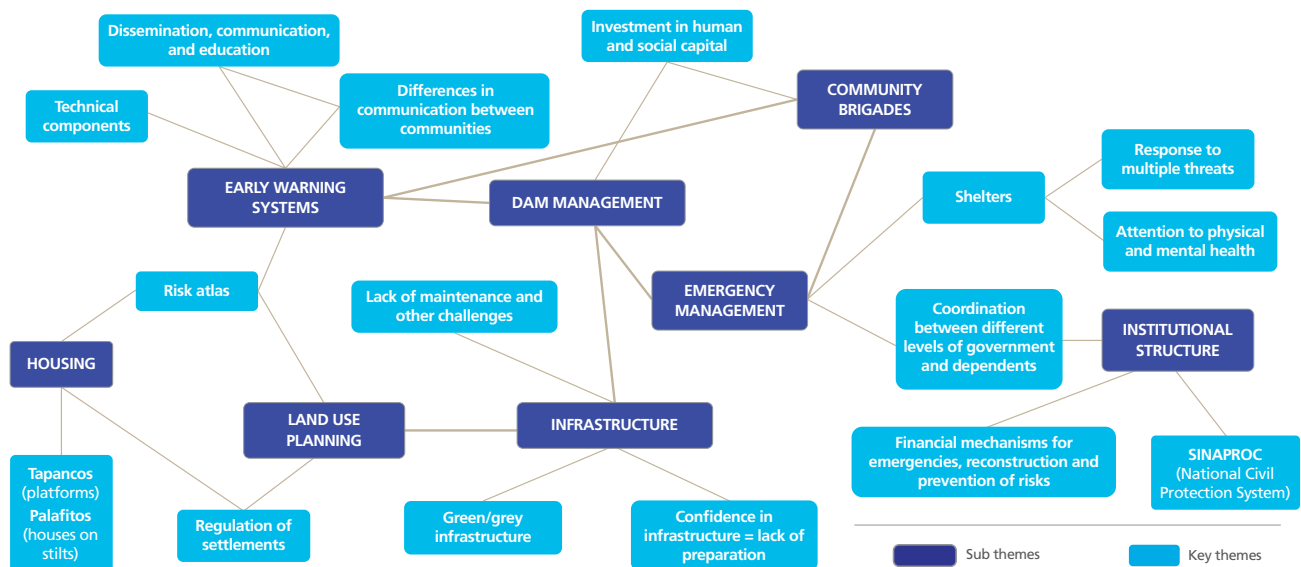 Dissemination, communication,
and education
Investment in human
and social capital
Technical
components
Differences in
communication between
communities
COMMUNITY
BRIGADES
EARLY WARNING
SYSTEMS
DAM MANAGEMENT
Shelters
Response to
multiple threats
Attention to physical
and mental health
Risk atlas
Lack of maintenance and
other challenges
EMERGENCY
MANAGEMENT
Coordination
between different
levels of government
and dependents
INSTITUTIONAL
STRUCTURE
HOUSING
LAND USE
PLANNING
INFRASTRUCTURE
Financial mechanisms for
emergencies, reconstruction and
prevention of risks
SINAPROC
(National Civil
Protection System)
Tapancos
(platforms)
Palafitos
(houses on
stilts)
Regulation of
settlements
Green/grey
infrastructure
Confidence in
infrastructure = lack of
preparation
Sub themes
Key themes